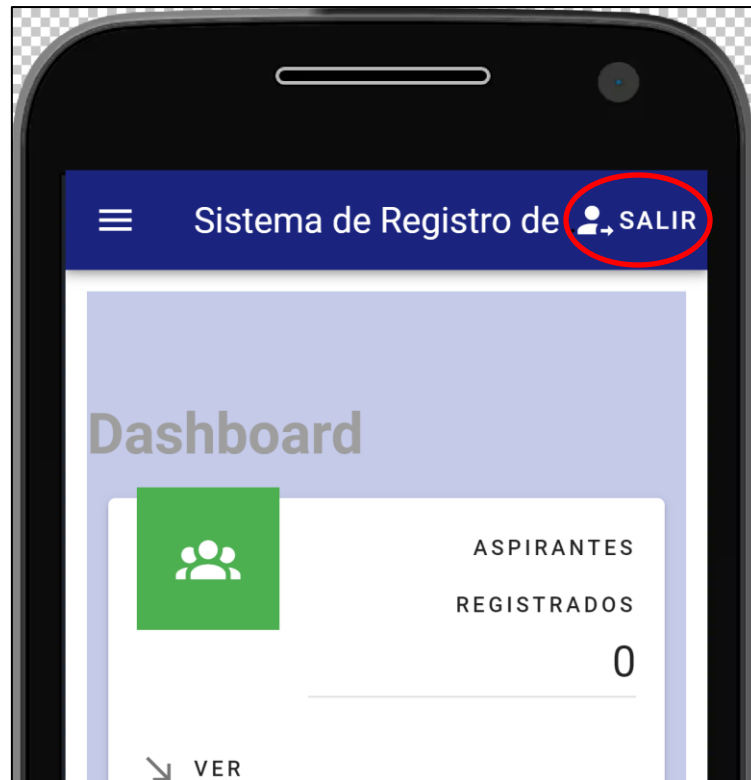 Sistema de Registro de SALIR
Dashboard
ASPIRANTES
REGISTRADOS
0
VER